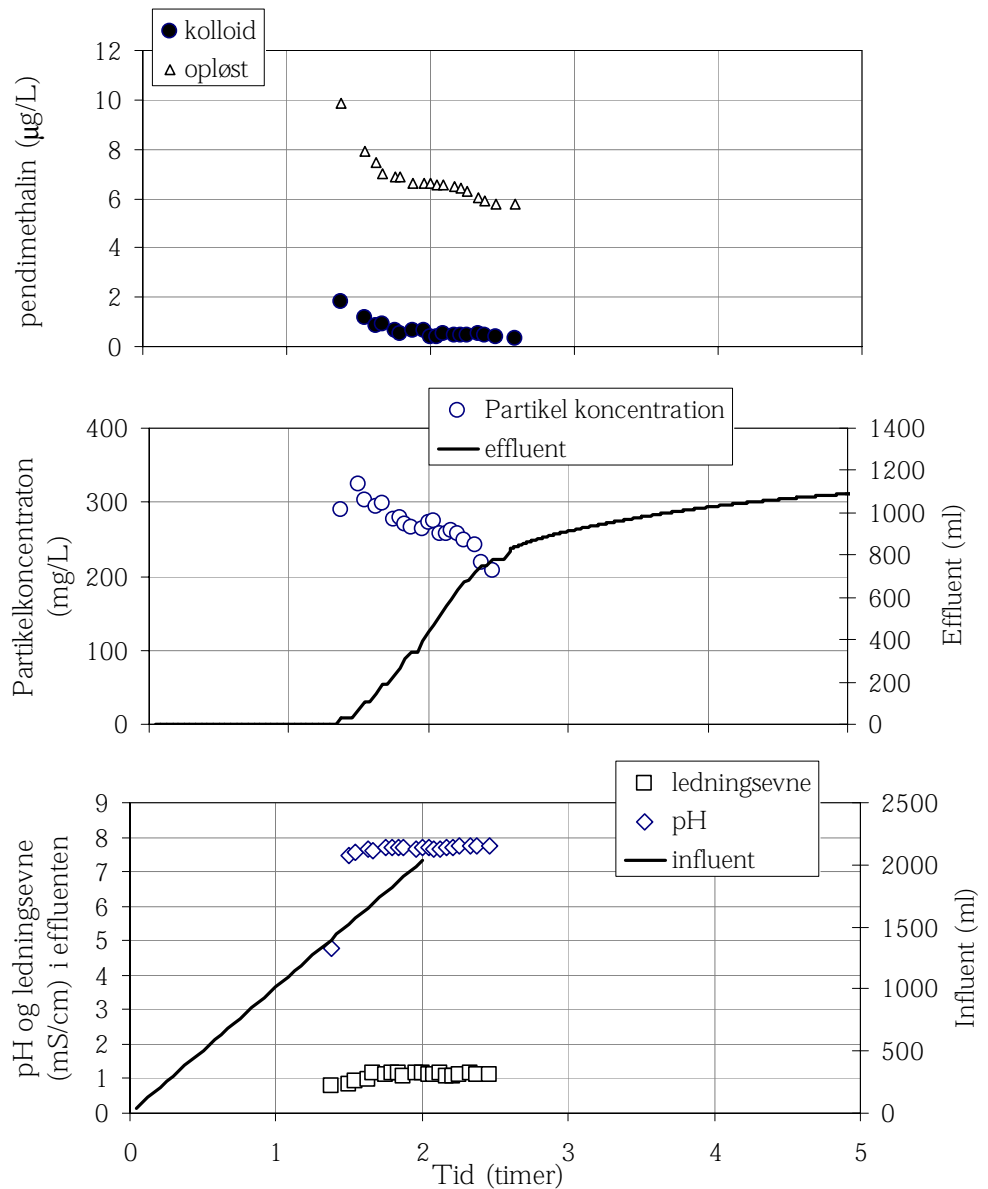 kolloid
opløst
pendimethalin (µg/L)
12
10
8
6
4
2
0
Partikel koncentration
effluent
Partikelkoncentraton
(mg/L)
400
300
200
100
0
1400
1200
1000
800
600
400
200
0
Effluent (ml)
ledningsevne
pH
influent
pH og ledningsevne
(mS/cm) i effluenten
9
8
7
6
5
4
3
2
1
0
2500
2000
1500
1000
500
0
Influent (ml)
0 1 2 3 4 5
Tid (timer)